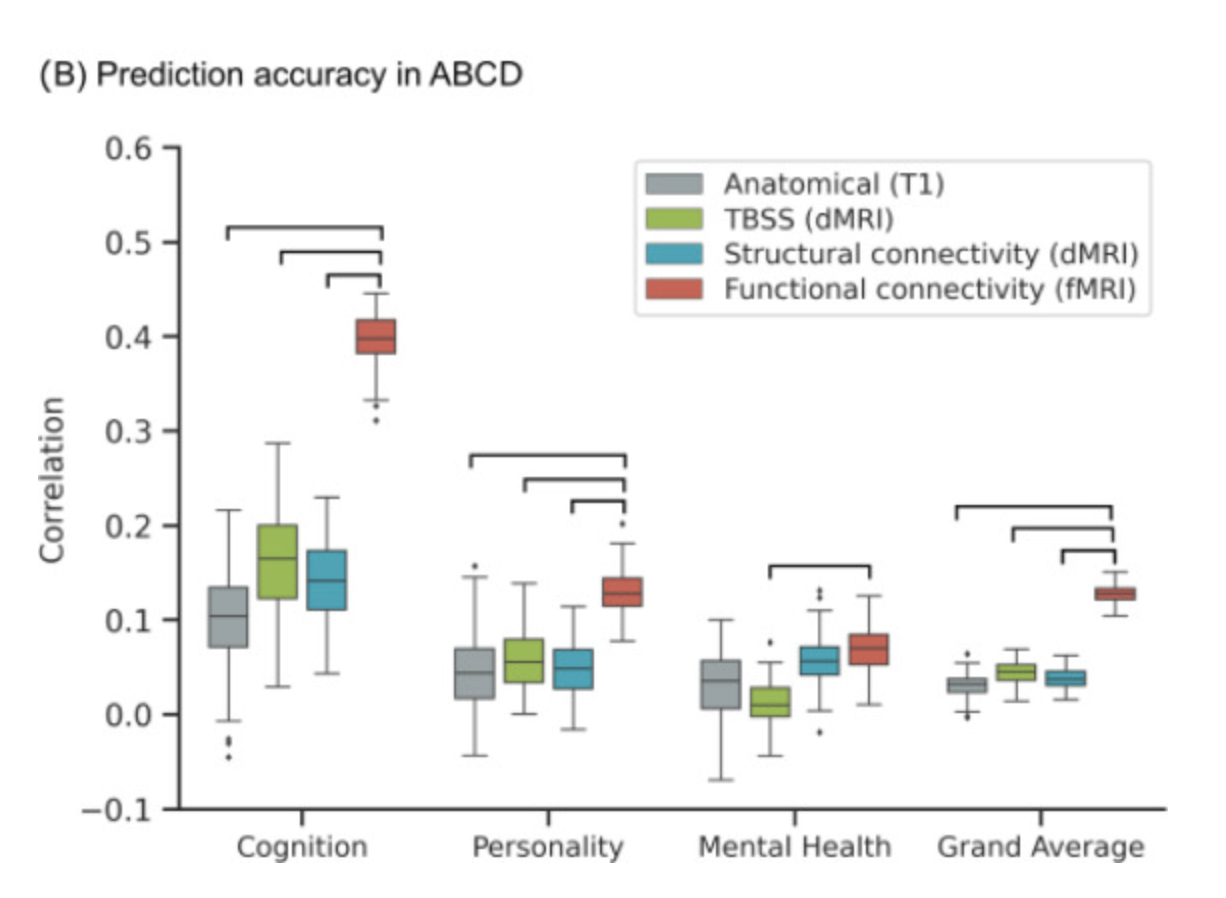 (B) Prediction accuracy in ABCD
0.6
0.5
0.4
0.3
0.2
0.1
0.0
−0.1
Correlation
Anatomical (T1)
TBSS (dMRI)
Structural connectivity (dMRI)
Functional connectivity (fMRI)
Cognition
Personality
Mental Health
Grand Average